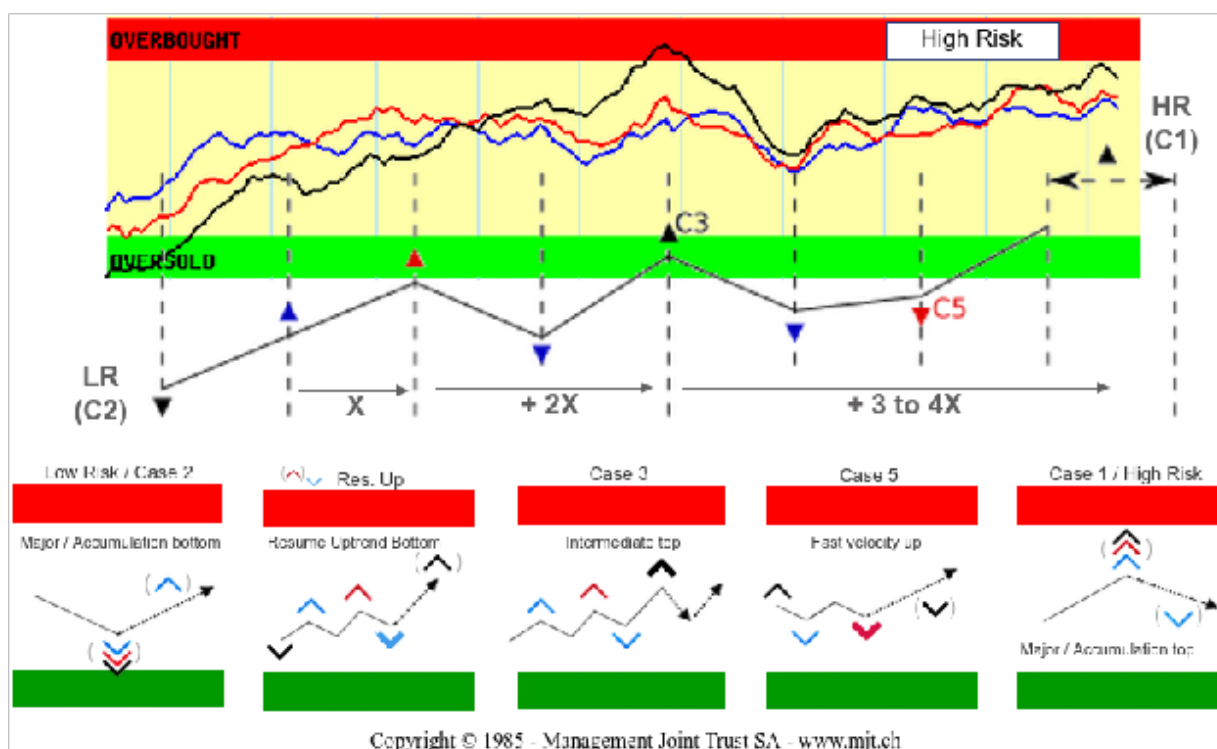 OVERBOUGHT
High Risk
HR
(C1)
C3
OVERSOLD
C5
LR
(C2)
X
+ 2X
+ 3 to 4X
Low Risk / Case 2
Res. Up
Case 3
Case 5
Case 1 / High Risk
Major / Accumulation bottom
Resume Uptrend Bottom
Intermediate top
Fast velocity up
Major / Accumulation top
Copyright © 1985 - Management Joint Trust SA - www.mjt.ch